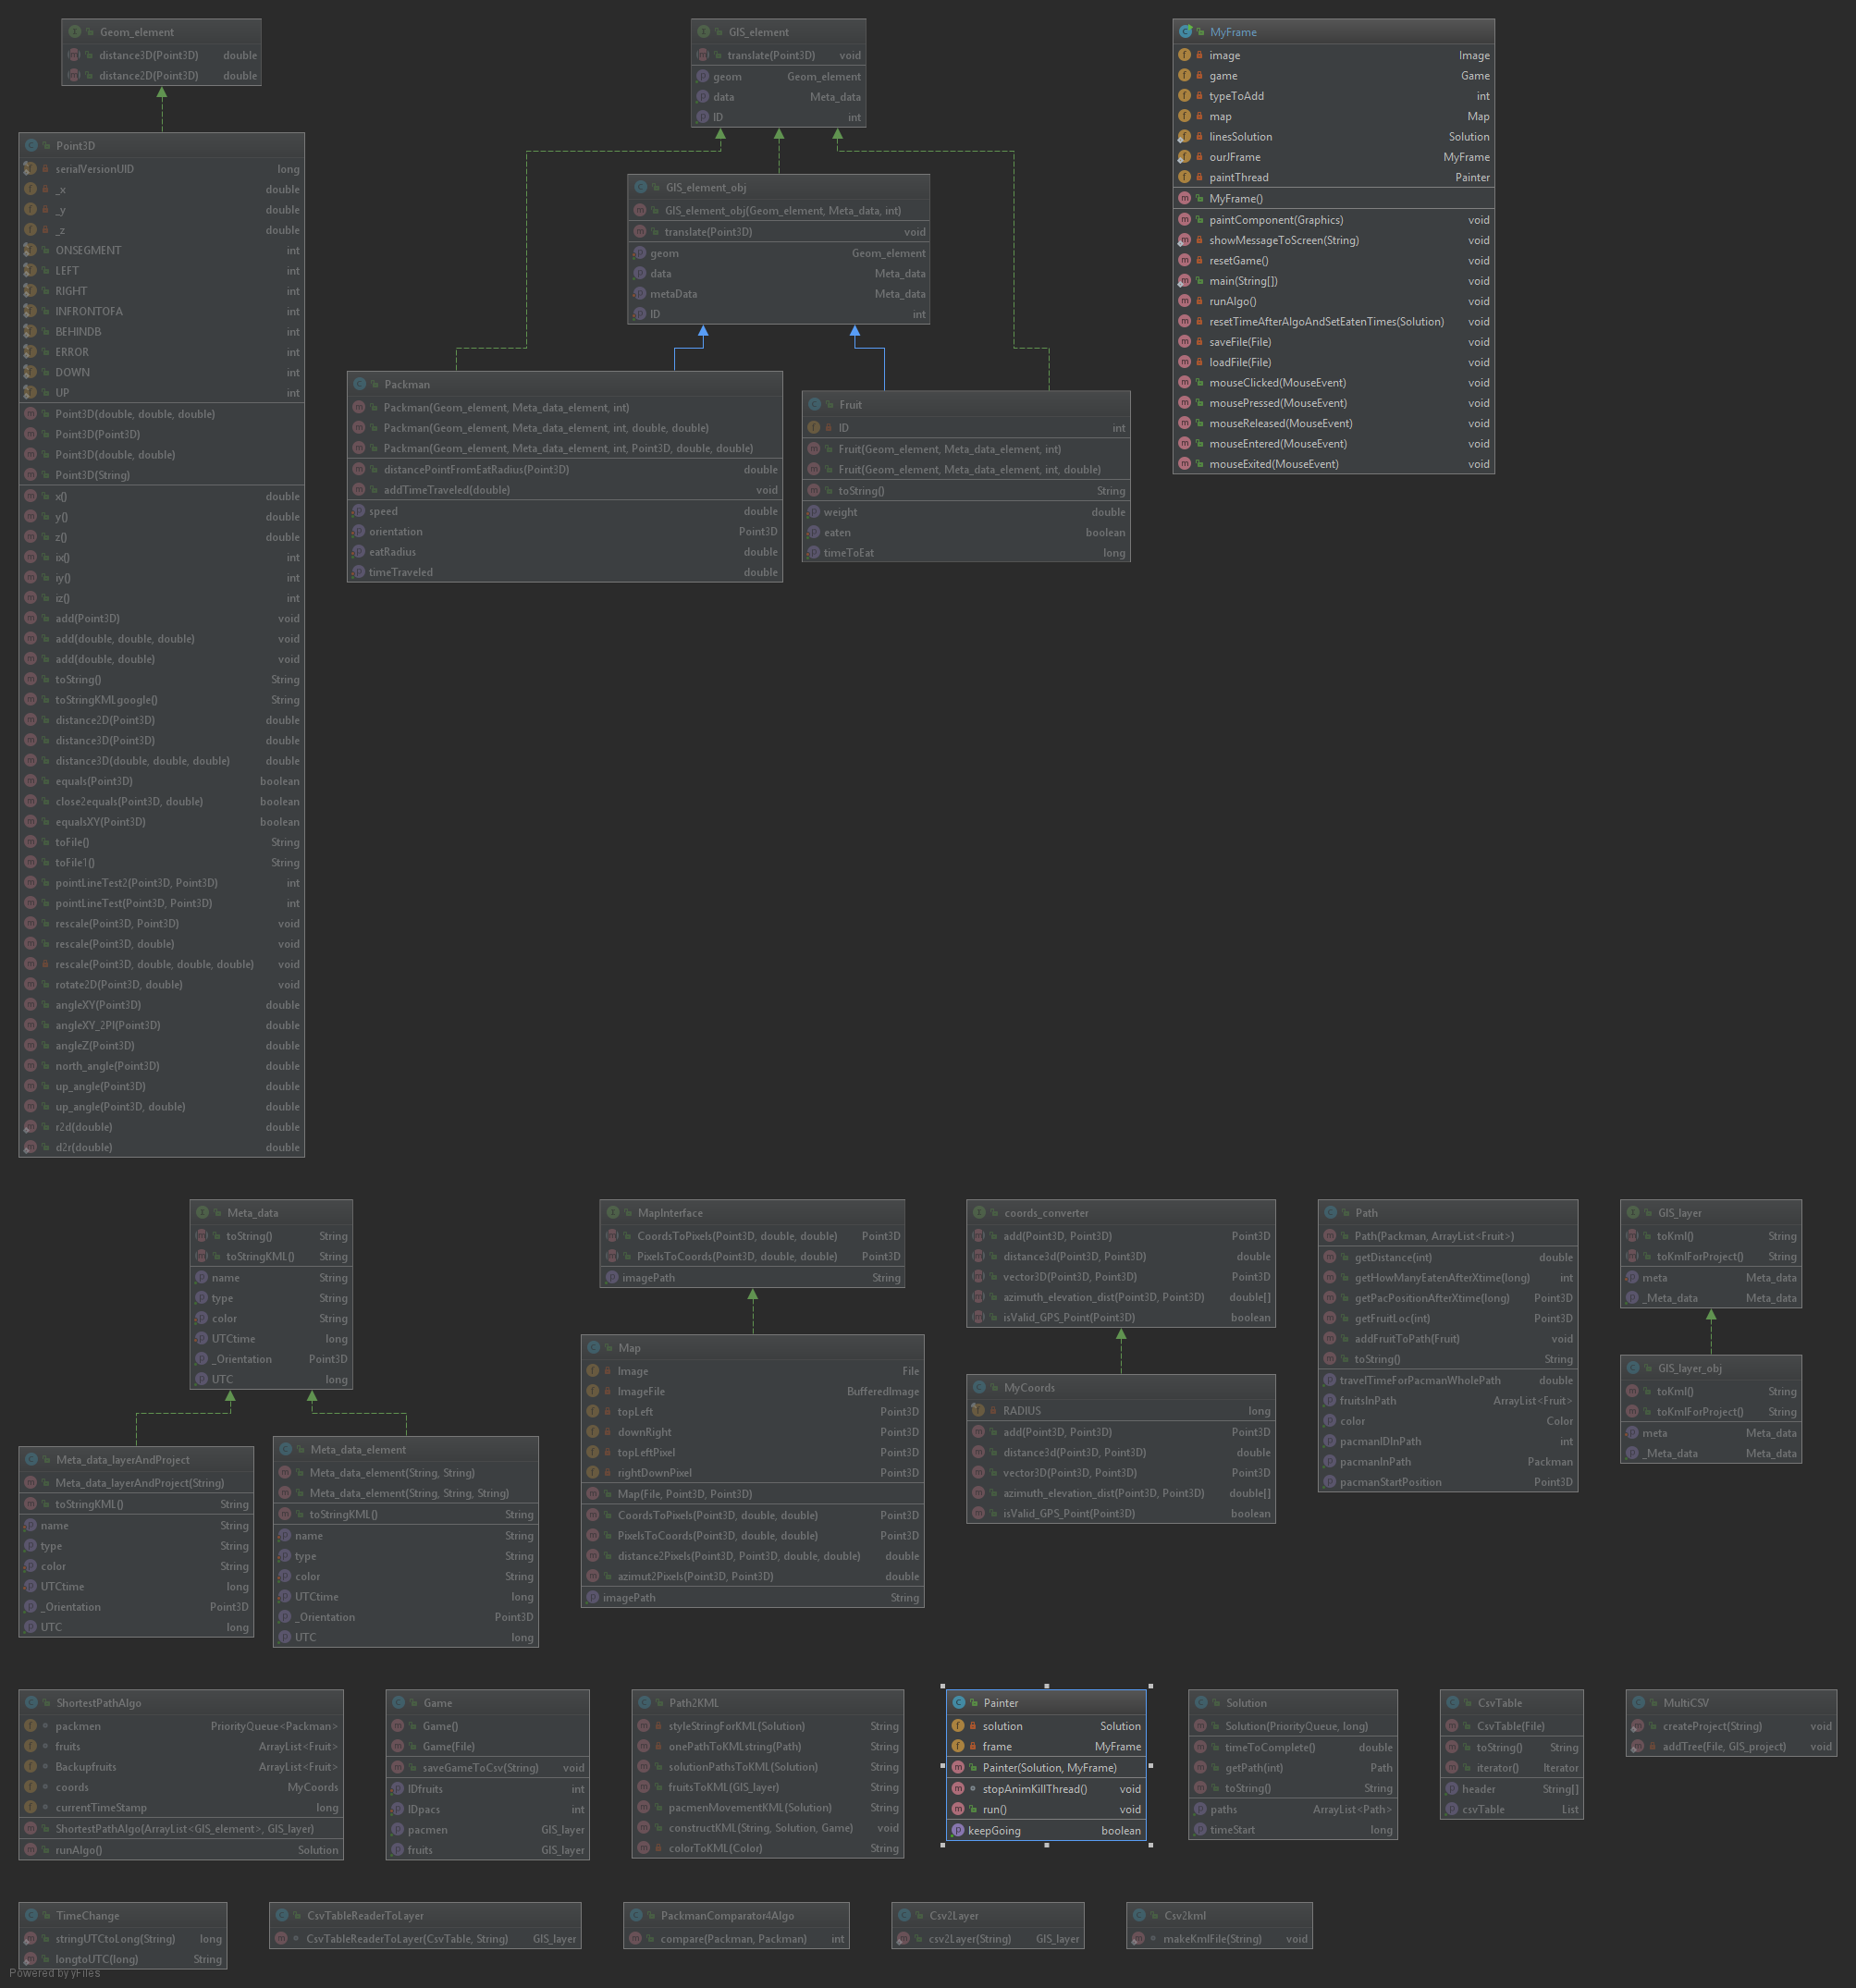 Geom_element
distance3D(Point3D) double
distance2D(Point3D) double
Point3D
serialVersionUID long
_x double
_y double
_z double
ONSEGMENT int
LEFT int
RIGHT int
INFRONTOFA int
BEHINDB int
ERROR int
DOWN int
UP int
Point3D(double, double, double)
Point3D(Point3D)
Point3D(double, double)
Point3D(String)
x() double
y() double
z() double
ix() int
iy() int
iz() int
add(Point3D) void
add(double, double, double) void
add(double, double) void
toString() String
toStringKMLgoogle() String
distance2D(Point3D) double
distance3D(Point3D) double
distance3D(double, double, double) double
equals(Point3D) boolean
close2equals(Point3D, double) boolean
equalsXY(Point3D) boolean
toFile() String
toFile1() String
pointLineTest2(Point3D, Point3D) int
pointLineTest(Point3D, Point3D) int
rescale(Point3D, Point3D) void
rescale(Point3D, double) void
rescale(Point3D, double, double, double) void
rotate2D(Point3D, double) void
angleXY(Point3D) double
angleXY_2PI(Point3D) double
angleZ(Point3D) double
north_angle(Point3D) double
up_angle(Point3D) double
up_angle(Point3D, double) double
r2d(double) double
d2r(double) double
GIS_element
translate(Point3D) void
geom Geom_element
data Meta_data
ID int
GIS_element_obj
GIS_element_obj(Geom_element, Meta_data, int)
translate(Point3D) void
geom Geom_element
data Meta_data
metaData Meta_data
ID int
Packman
Packman(Geom_element, Meta_data_element, int)
Packman(Geom_element, Meta_data_element, int, double, double)
Packman(Geom_element, Meta_data_element, int, Point3D, double, double)
distancePointFromEatRadius(Point3D) double
addTimeTraveled(double) void
speed double
orientation Point3D
eatRadius double
timeTraveled double
Fruit
ID int
Fruit(Geom_element, Meta_data_element, int)
Fruit(Geom_element, Meta_data_element, int, double)
toString() String
weight double
eaten boolean
timeToEat long
MyFrame
image Image
game Game
typeToAdd int
map Map
linesSolution Solution
ourJFrame MyFrame
paintThread Painter
MyFrame()
paintComponent(Graphics) void
showMessageToScreen(String) void
resetGame() void
main(String[]) void
runAlgo() void
resetTimeAfterAlgoAndSetEatenTimes(Solution) void
saveFile(File) void
loadFile(File) void
mouseClicked(MouseEvent) void
mousePressed(MouseEvent) void
mouseReleased(MouseEvent) void
mouseEntered(MouseEvent) void
mouseExited(MouseEvent) void
Meta_data
toString() String
toStringKML() String
name String
type String
color String
UTCtime long
_Orientation Point3D
UTC long
Meta_data_layerAndProject
Meta_data_layerAndProject(String)
toStringKML() String
name String
type String
color String
UTCtime long
_Orientation Point3D
UTC long
Meta_data_element
Meta_data_element(String, String)
Meta_data_element(String, String, String)
toStringKML() String
name String
type String
color String
UTCtime long
_Orientation Point3D
UTC long
MapInterface
CoordsToPixels(Point3D, double, double) Point3D
PixelsToCoords(Point3D, double, double) Point3D
imagePath String
Map
Image File
ImageFile BufferedImage
topLeft Point3D
downRight Point3D
topLeftPixel Point3D
rightDownPixel Point3D
Map(File, Point3D, Point3D)
CoordsToPixels(Point3D, double, double) Point3D
PixelsToCoords(Point3D, double, double) Point3D
distance2Pixels(Point3D, Point3D, double, double) double
azimut2Pixels(Point3D, Point3D) double
imagePath String
coords_converter
add(Point3D, Point3D) Point3D
distance3d(Point3D, Point3D) double
vector3D(Point3D, Point3D) Point3D
azimuth_elevation_dist(Point3D, Point3D) double[]
isValid_GPS_Point(Point3D) boolean
MyCoords
RADIUS long
add(Point3D, Point3D) Point3D
distance3d(Point3D, Point3D) double
vector3D(Point3D, Point3D) Point3D
azimuth_elevation_dist(Point3D, Point3D) double[]
isValid_GPS_Point(Point3D) boolean
Path
Path(Packman, ArrayList<Fruit>)
getDistance(int) double
getHowManyEatenAfterXtime(long) int
getPacPositionAfterXtime(long) Point3D
getFruitLoc(int) Point3D
addFruitToPath(Fruit) void
toString() String
travelTimeForPacmanWholePath double
fruitsInPath ArrayList<Fruit>
color Color
pacmanIDInPath int
pacmanInPath Packman
pacmanStartPosition Point3D
GIS_layer
toKml() String
toKmlForProject() String
meta Meta_data
_Meta_data Meta_data
GIS_layer_obj
toKml() String
toKmlForProject() String
meta Meta_data
_Meta_data Meta_data
ShortestPathAlgo
packmen PriorityQueue<Packman>
fruits ArrayList<Fruit>
Backupfruits ArrayList<Fruit>
coords MyCoords
currentTimeStamp long
ShortestPathAlgo(ArrayList<GIS_element>, GIS_layer)
runAlgo() Solution
Game
Game()
Game(File)
saveGameToCsv(String) void
IDfruits int
IDpacs int
pacmen GIS_layer
fruits GIS_layer
Path2KML
styleStringForKML(Solution) String
onePathToKMLstring(Path) String
solutionPathsToKML(Solution) String
fruitsToKML(GIS_layer) String
pacmenMovementKML(Solution) String
constructKML(String, Solution, Game) void
colorToKML(Color) String
Painter
solution Solution
frame MyFrame
Painter(Solution, MyFrame)
stopAnimKillThread() void
run() void
keepGoing boolean
Solution
Solution(PriorityQueue, long)
timeToComplete() double
getPath(int) Path
toString() String
paths ArrayList<Path>
timeStart long
CsvTable
CsvTable(File)
toString() String
iterator() Iterator
header String[]
csvTable List
MultiCSV
createProject(String) void
addTree(File, GIS_project) void
TimeChange
stringUTCtoLong(String) long
longtoUTC(long) String
CsvTableReaderToLayer
CsvTableReaderToLayer(CsvTable, String) GIS_layer
PackmanComparator4Algo
compare(Packman, Packman) int
Csv2Layer
csv2Layer(String) GIS_layer
Csv2kml
makeKmlFile(String) void
Powered by yFiles